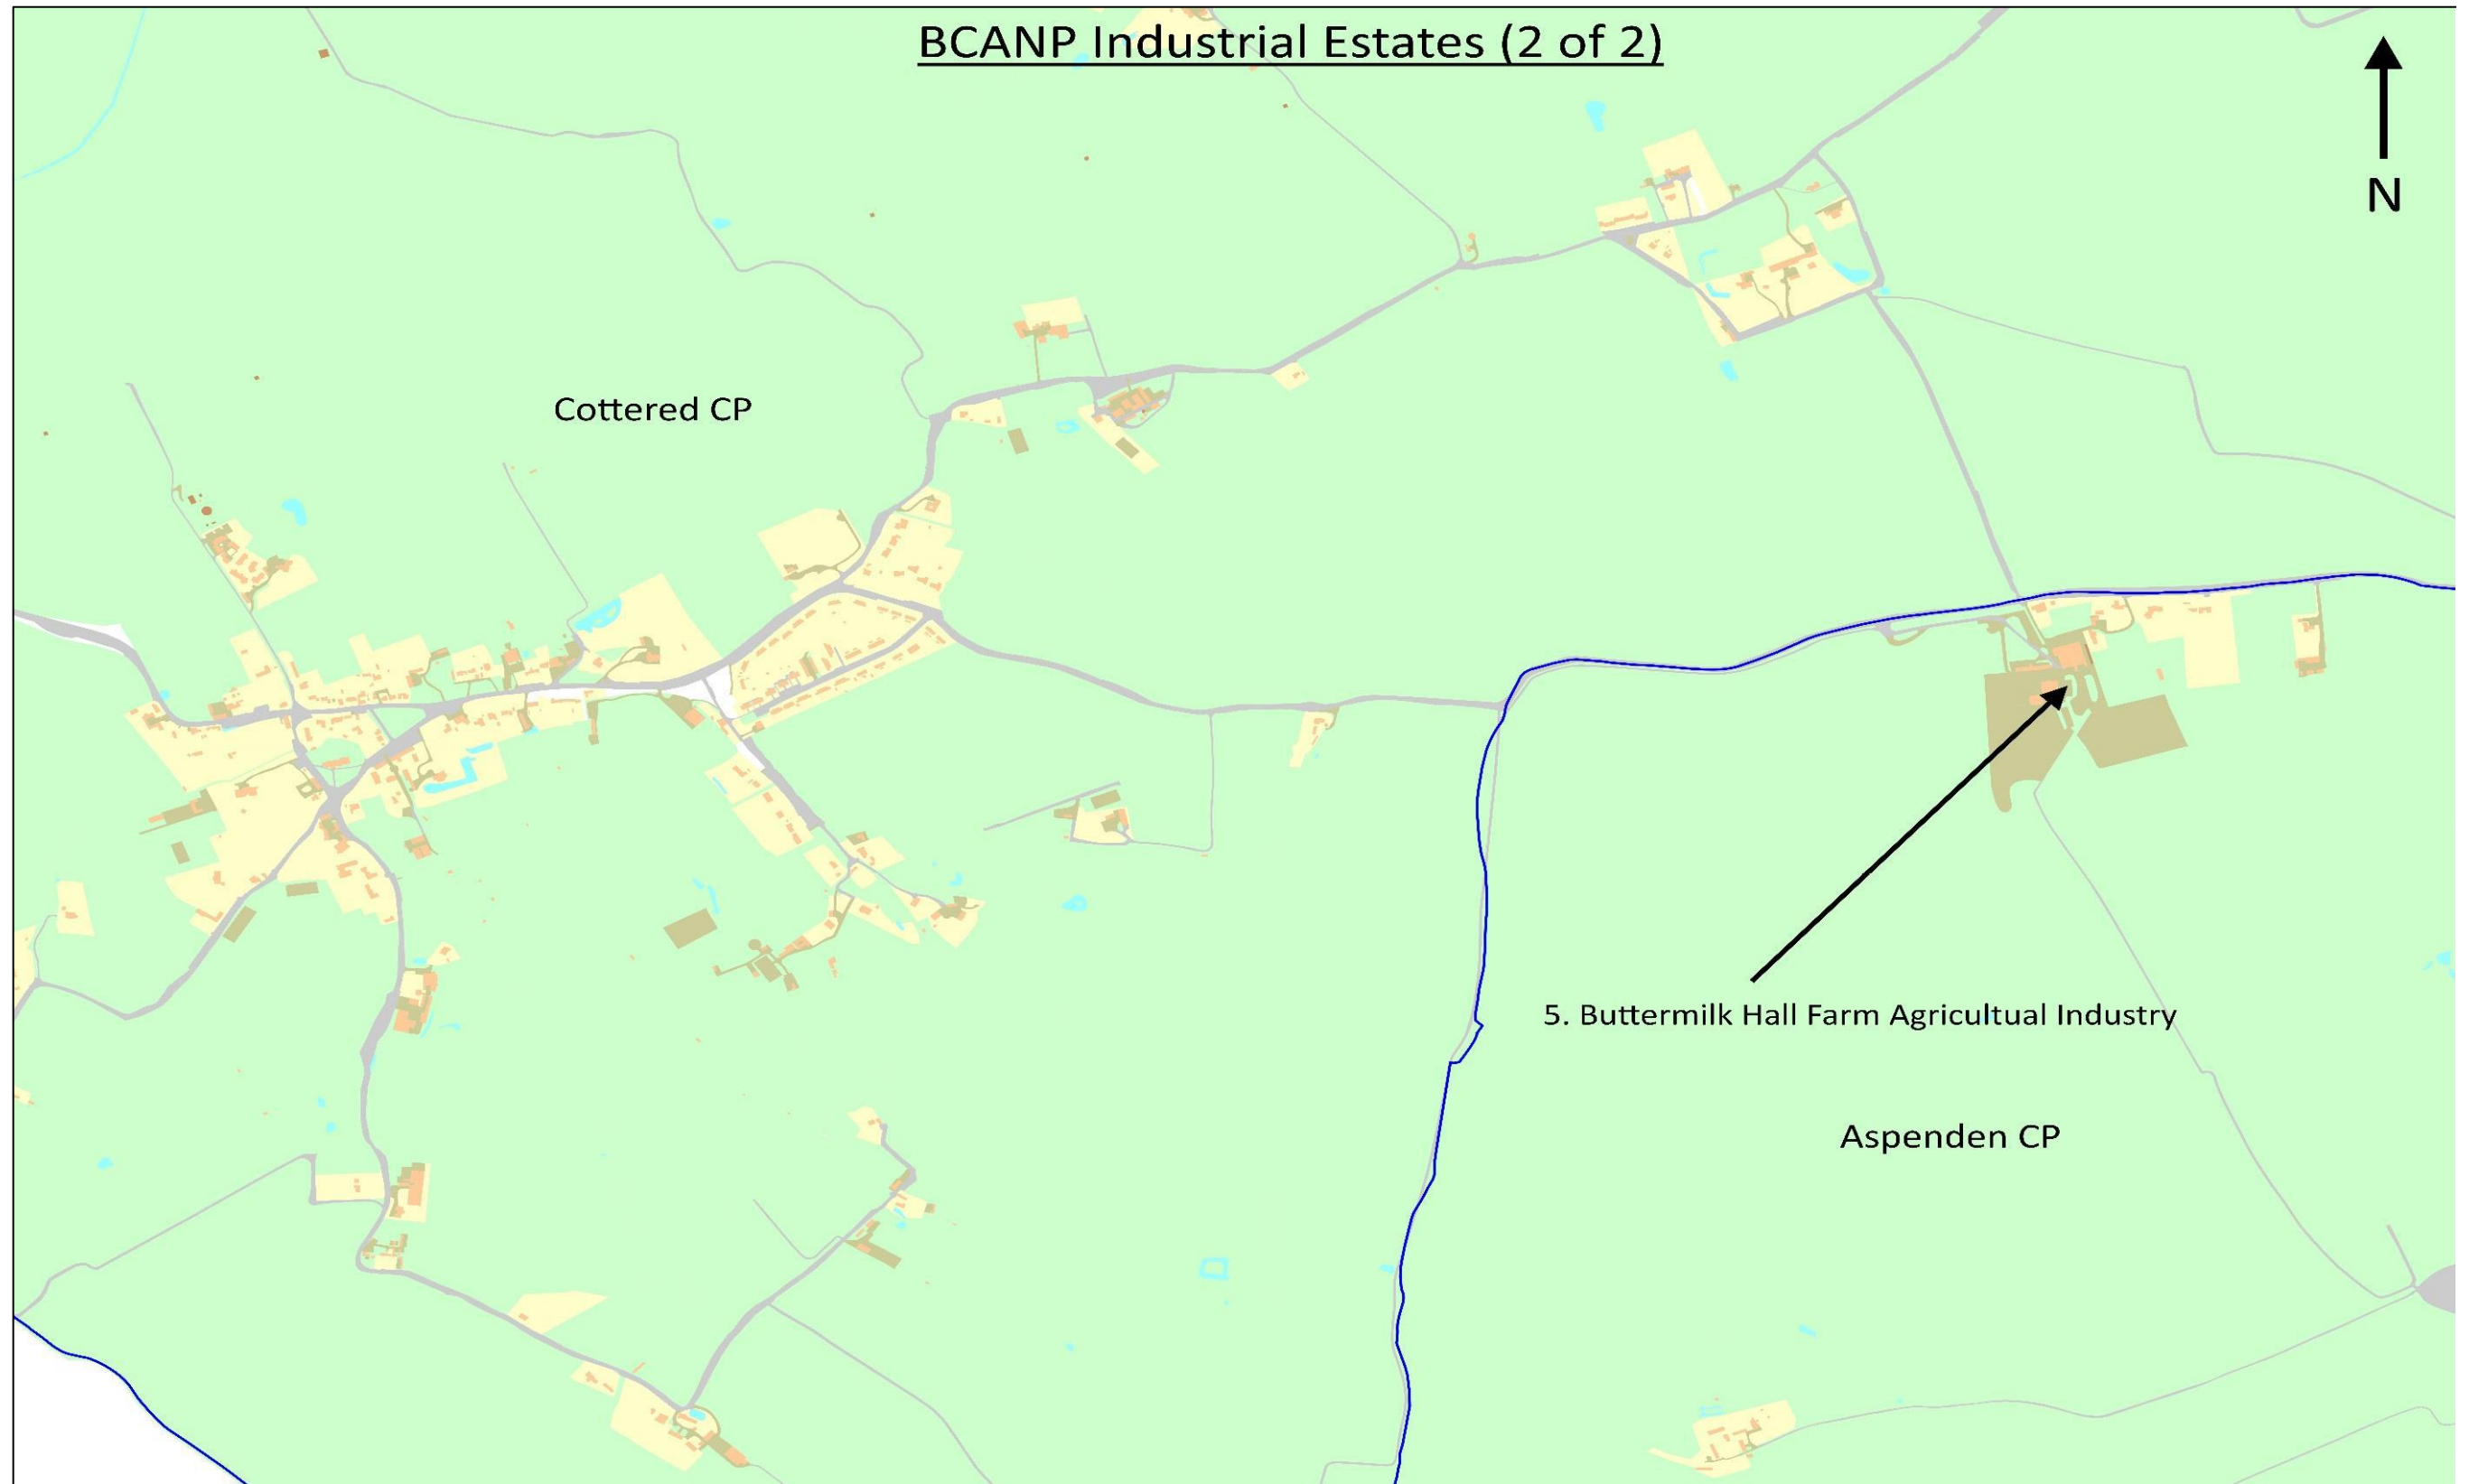 BCANP Industrial Estates (2 of 2)
N
Cottered CP
5. Buttermilk Hall Farm Agricultual Industry
Aspenden CP